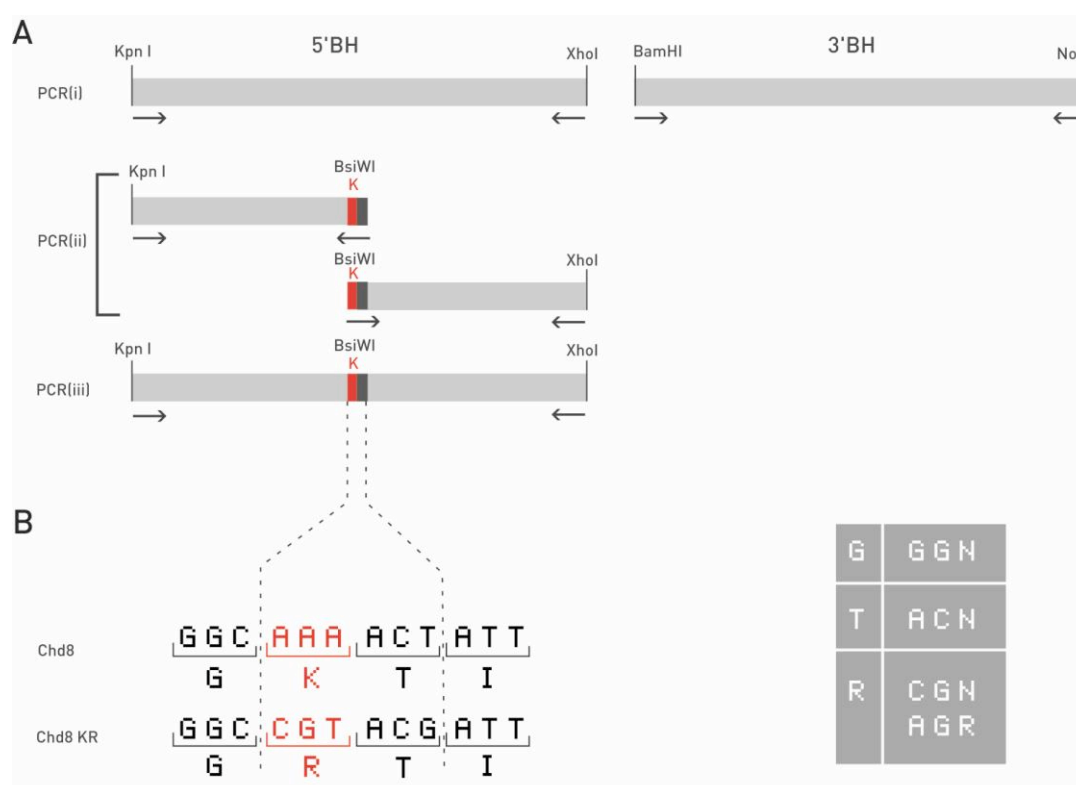 A
5'BH 3'BH
Kpn I XhoI BamHI No
PCR(i)
Kpn I BsiWI
K
PCR(ii)
BsiWI XhoI
K
Kpn I BsiWI XhoI
K
PCR(iii)
B
G GGN
T ACN
R CGN
AGR
Chd8 GGC AAA ACT ATT
G K T I
Chd8 KR GGC CGT ACG ATT
G R T I